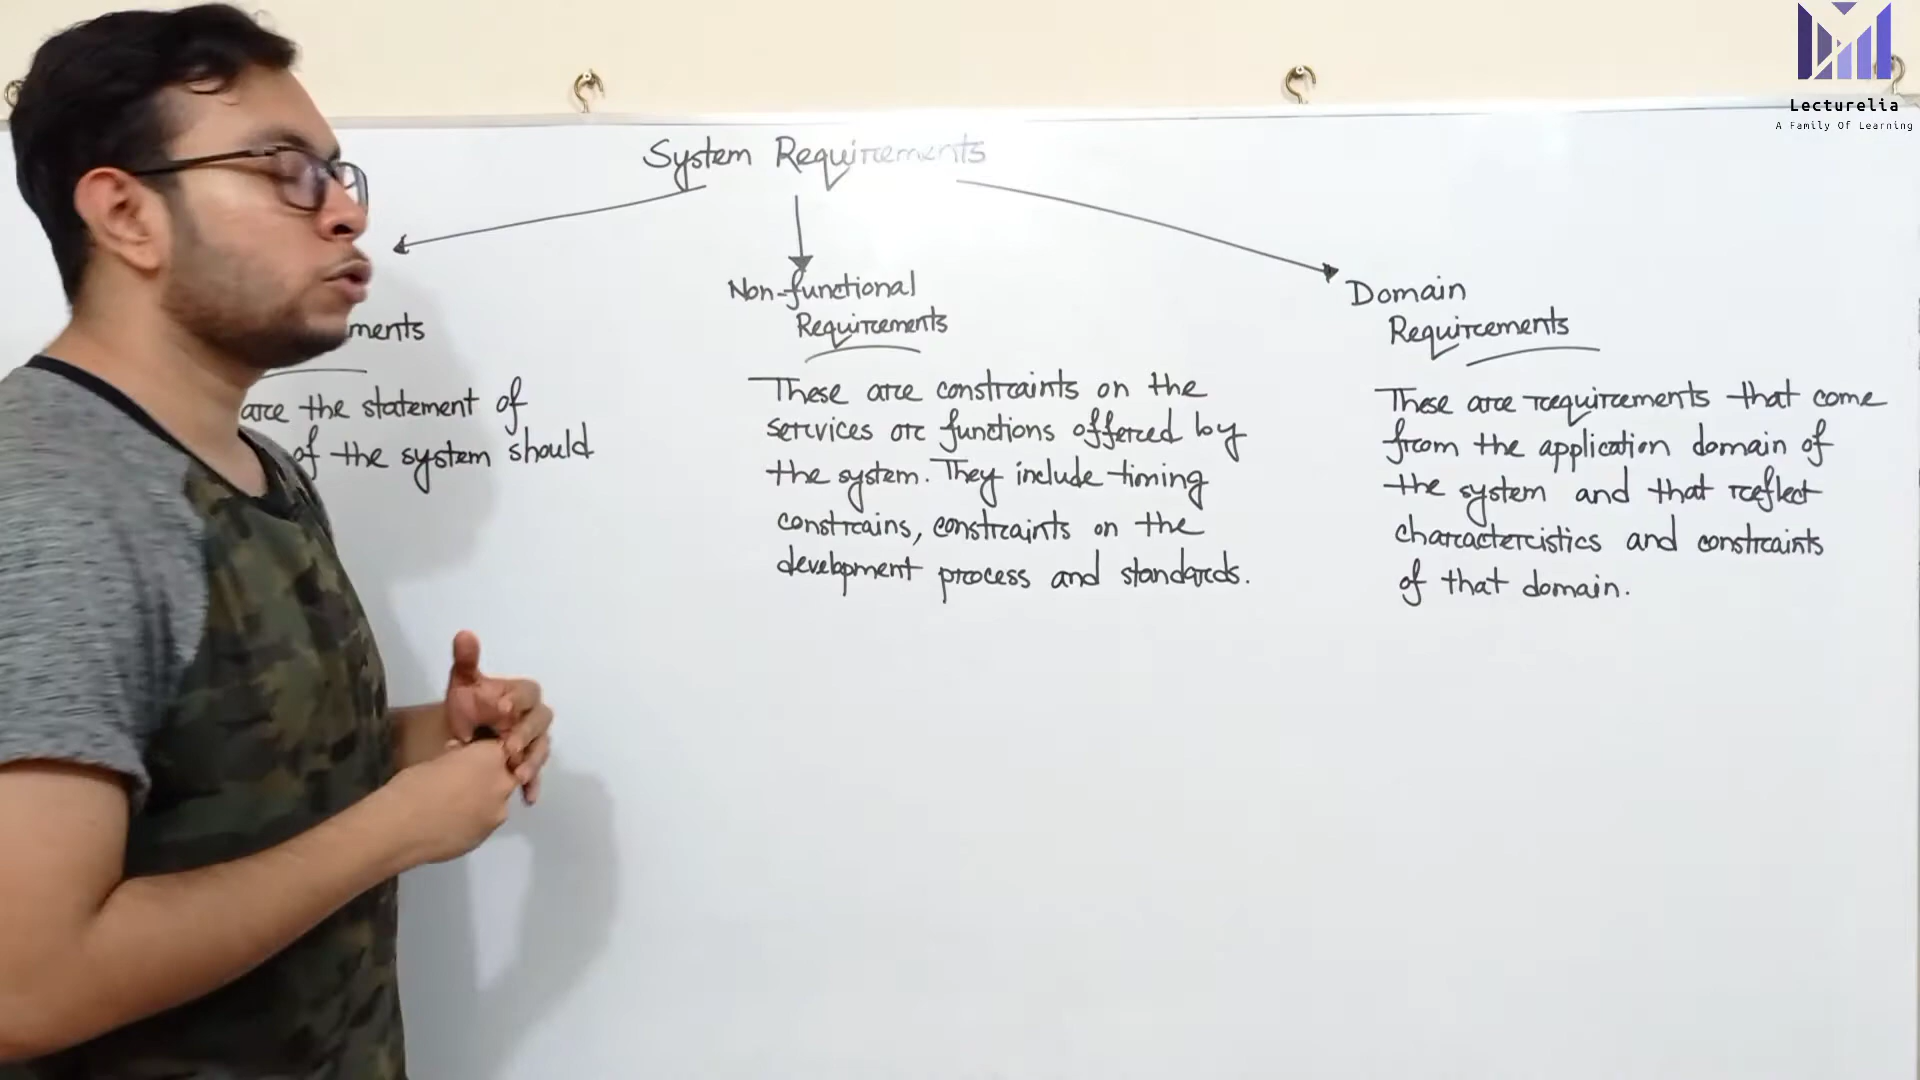 Lecturelia
A Family Of Learning
System Requirements
ments
are the statement of
of the system should
Non-functional
Requirements
These are constraints on the
services or functions offered by
the system. They include timing
constrains, constraints on the
development process and standards.
Domain
Requirements
These are requirements that come
from the application domain of
the system and that reflect
characteristics and constraints
of that domain.